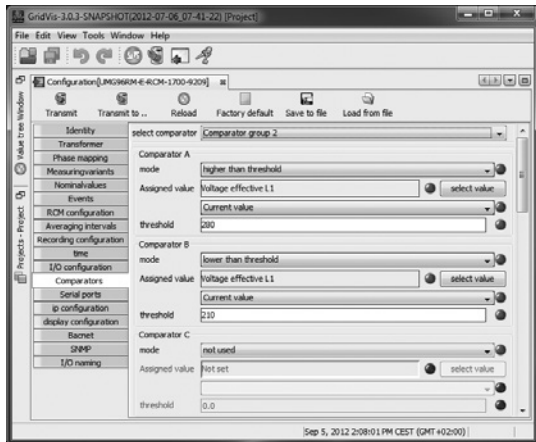 GridVis-3.0.3-SNAPSHOT(2012-07-06_07-41-22) [Project]
File Edit View Tools Window Help
Configuration[UMG96RM-E-RCM-1700-9209]
Transmit Transmit to .. Reload Factory default Save to file Load from file
Value tree Window
Projects - Project
Identity
Transformer
Phase mapping
Measuringvariants
Nominalvalues
Events
RCM configuration
Averaging intervals
Recording configuration
time
I/O configuration
Comparators
Serial ports
ip configuration
display configuration
Bacnet
SNMP
I/O naming
select comparator Comparator group 2
Comparator A
mode higher than threshold
Assigned value Voltage effective L1 select value
Current value
threshold 280
Comparator B
mode lower than threshold
Assigned value Voltage effective L1 select value
Current value
threshold 210
Comparator C
mode not used
Assigned value Not set select value
threshold 0.0
Sep 5, 2012 2:08:01 PM CEST (GMT +02:00)